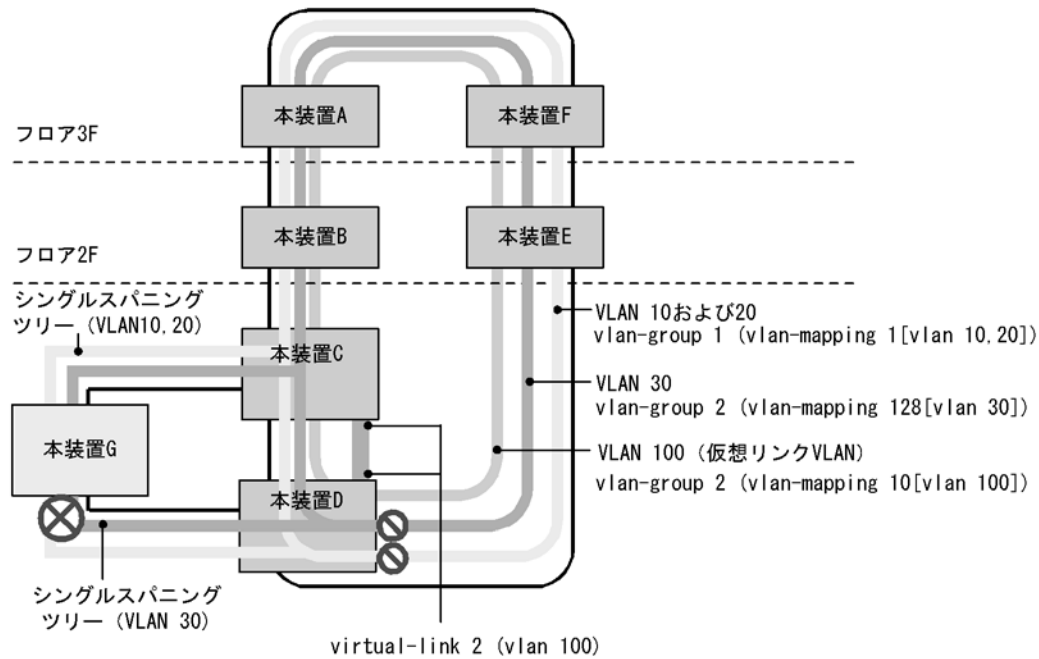 本装置A
本装置F
フロア3F
本装置B
本装置E
フロア2F
シングルスパニング
ツリー (VLAN10,20)
本装置C
VLAN 10および20
vlan-group 1 (vlan-mapping 1[vlan 10,20])
VLAN 30
vlan-group 2 (vlan-mapping 128[vlan 30])
本装置G
VLAN 100 (仮想リンクVLAN)
vlan-group 2 (vlan-mapping 10[vlan 100])
本装置D
シングルスパニング
ツリー (VLAN 30)
virtual-link 2 (vlan 100)